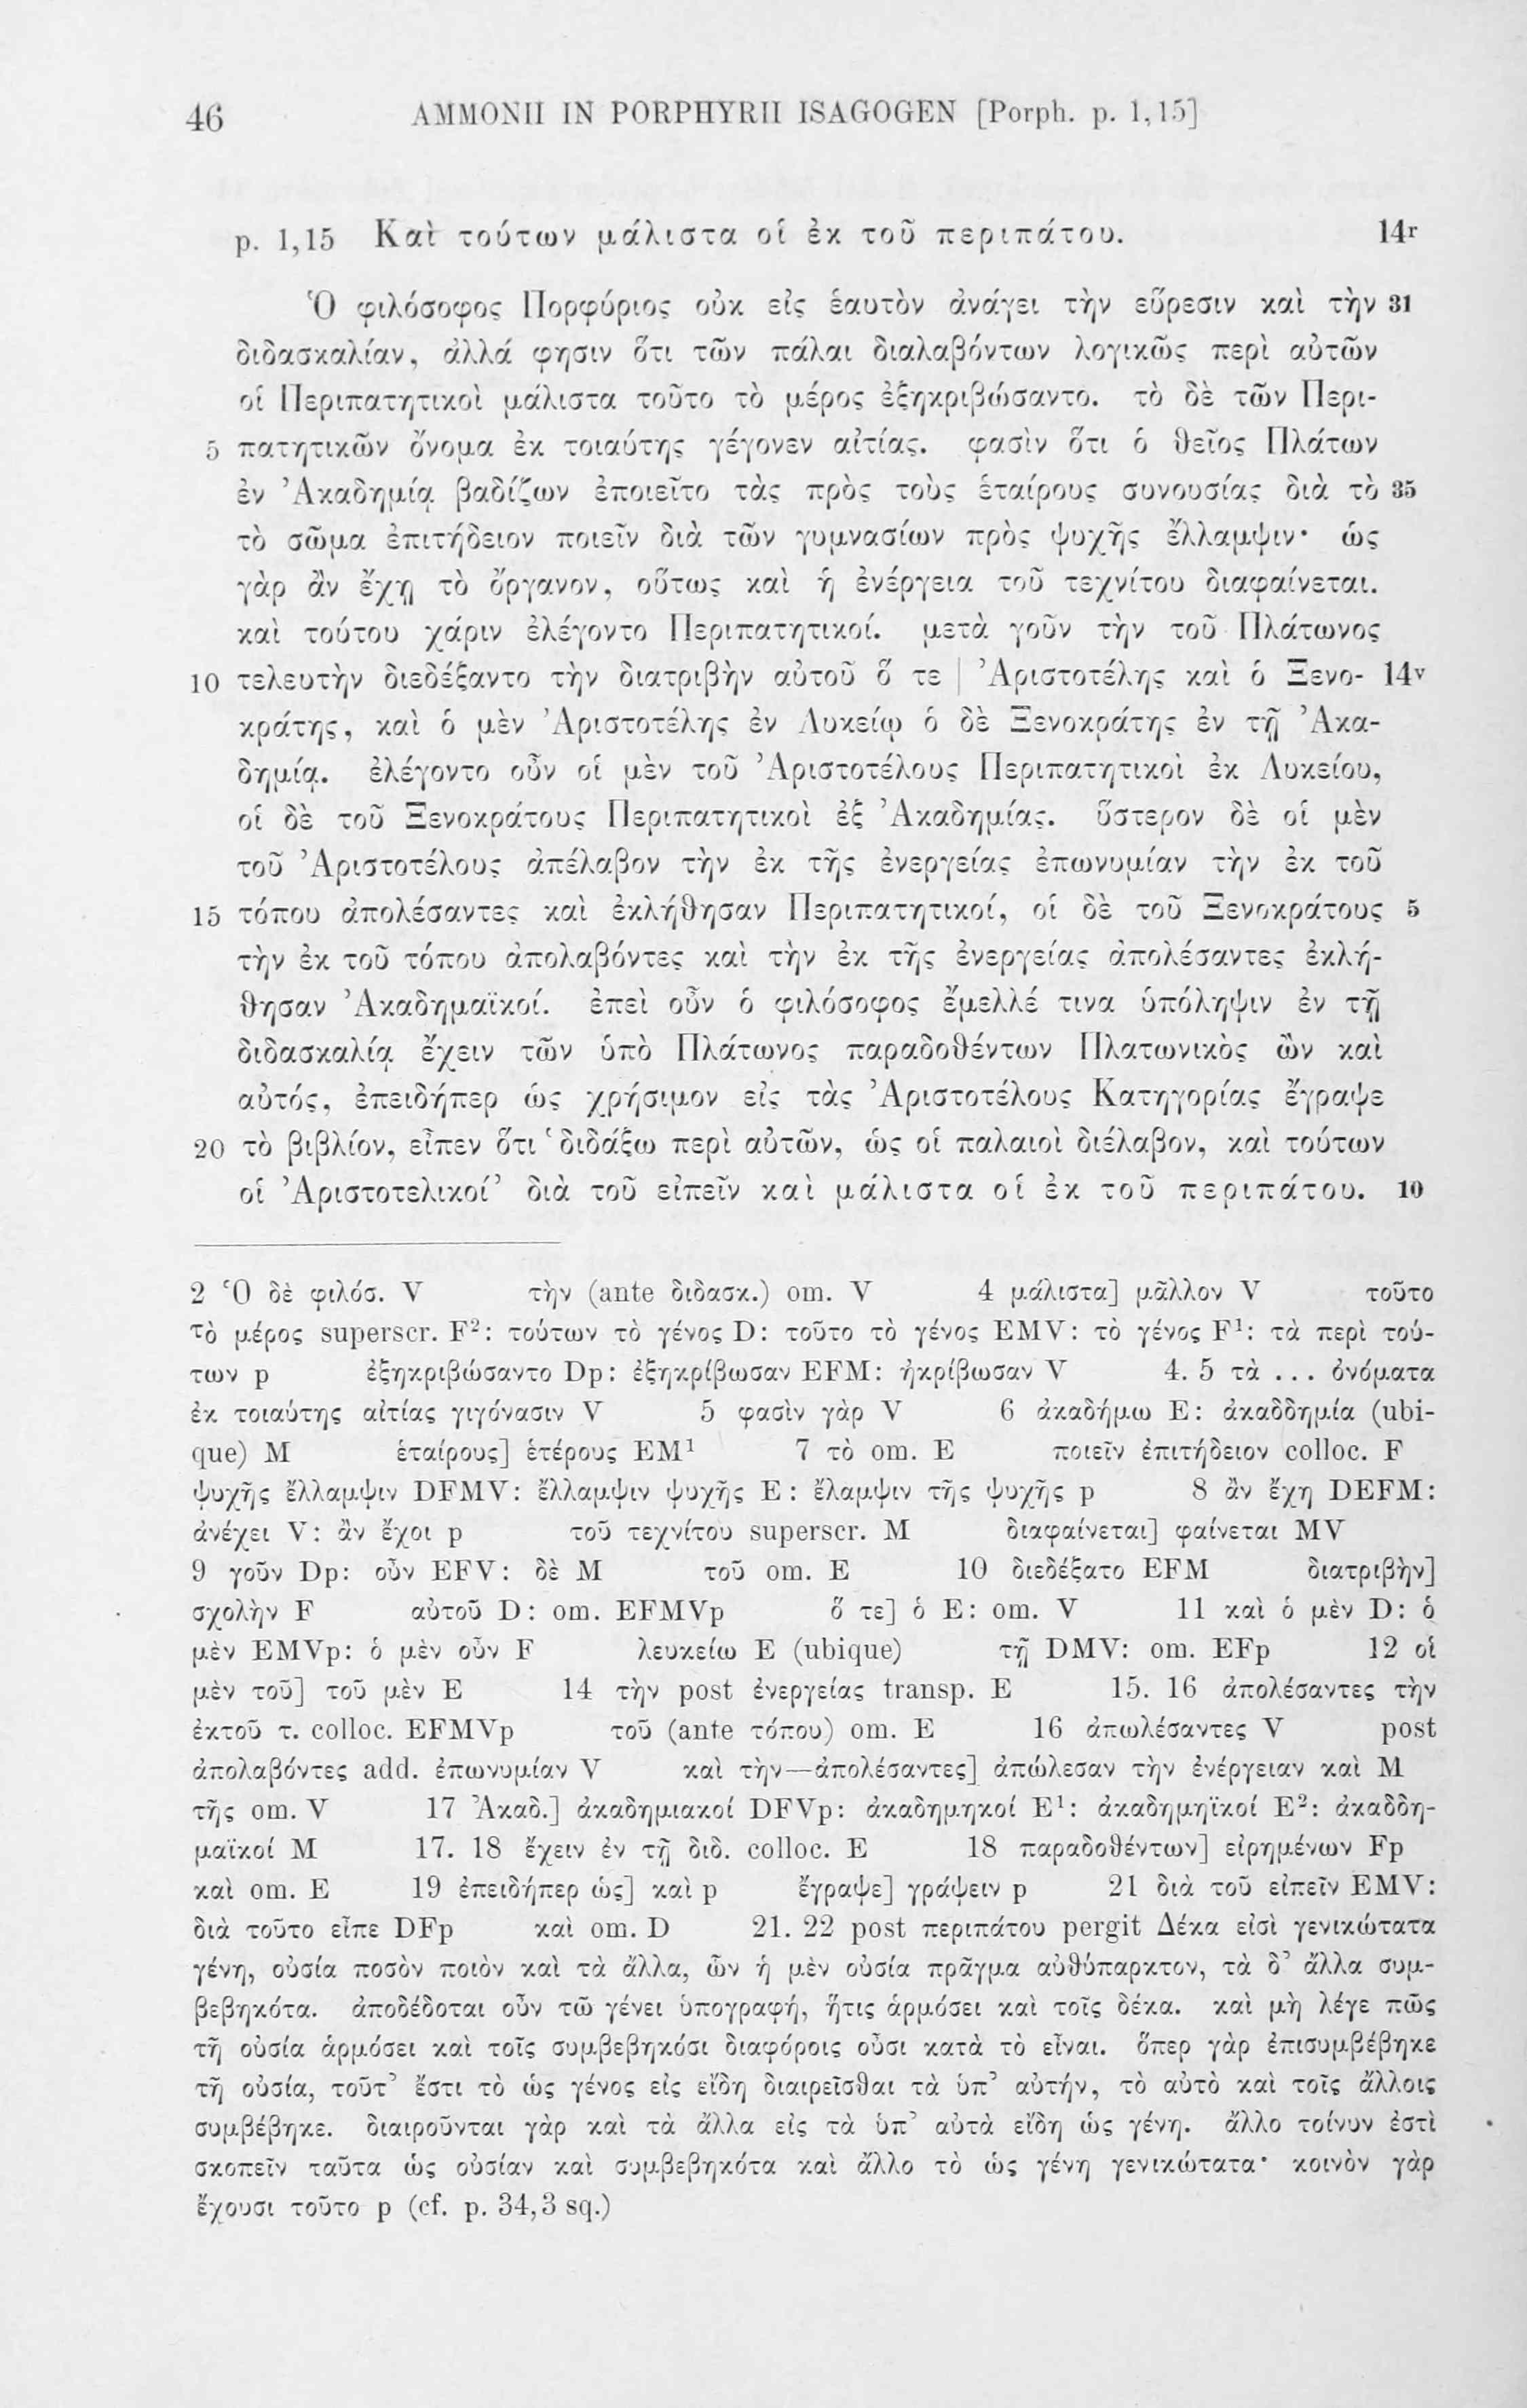 46 AMMONII IN PORPHYRII ISAGOGEN [Porph. p. 1,15]
p. 1,15 Καὶ τούτων μάλιστα οἱ ἐκ τοῦ περιπάτου. 14r
Ὁ φιλόσοφος Πορφύριος οὐκ εἰς ἑαυτὸν ἀνάγει τὴν εὕρεσιν καὶ τὴν 31
διδασκαλίαν, ἀλλά φησιν ὅτι τῶν πάλαι διαλαβόντων λογικῶς περὶ αὐτῶν
οἱ Περιπατητικοὶ μάλιστα τοῦτο τὸ μέρος ἐξηκριβώσαντο. τὸ δὲ τῶν Περι-
5 πατητικῶν ὄνομα ἐκ τοιαύτης γέγονεν αἰτίας. φασὶν ὅτι ὁ θεῖος Πλάτων
ἐν Ἀκαδημίᾳ βαδίζων ἐποιεῖτο τὰς πρὸς τοὺς ἑταίρους συνουσίας διὰ τὸ 35
τὸ σῶμα ἐπιτήδειον ποιεῖν διὰ τῶν γυμνασίων πρὸς ψυχῆς ἔλλαμψιν· ὡς
γὰρ ἂν ἔχῃ τὸ ὄργανον, οὕτως καὶ ἡ ἐνέργεια τοῦ τεχνίτου διαφαίνεται.
καὶ τούτου χάριν ἐλέγοντο Περιπατητικοί. μετὰ γοῦν τὴν τοῦ Πλάτωνος
10 τελευτὴν διεδέξαντο τὴν διατριβὴν αὐτοῦ ὅ τε | Ἀριστοτέλης καὶ ὁ Ξενο- 14v
κράτης, καὶ ὁ μὲν Ἀριστοτέλης ἐν Λυκείῳ ὁ δὲ Ξενοκράτης ἐν τῇ Ἀκα-
δημίᾳ. ἐλέγοντο οὖν οἱ μὲν τοῦ Ἀριστοτέλους Περιπατητικοὶ ἐκ Λυκείου,
οἱ δὲ τοῦ Ξενοκράτους Περιπατητικοὶ ἐξ Ἀκαδημίας. ὕστερον δὲ οἱ μὲν
τοῦ Ἀριστοτέλους ἀπέλαβον τὴν ἐκ τῆς ἐνεργείας ἐπωνυμίαν τὴν ἐκ τοῦ
15 τόπου ἀπολέσαντες καὶ ἐκλήθησαν Περιπατητικοί, οἱ δὲ τοῦ Ξενοκράτους 5
τὴν ἐκ τοῦ τόπου ἀπολαβόντες καὶ τὴν ἐκ τῆς ἐνεργείας ἀπολέσαντες ἐκλή-
θησαν Ἀκαδημαϊκοί. ἐπεὶ οὖν ὁ φιλόσοφος ἔμελλέ τινα ὑπόληψιν ἐν τῇ
διδασκαλίᾳ ἔχειν τῶν ὑπὸ Πλάτωνος παραδοθέντων Πλατωνικὸς ὢν καὶ
αὐτός, ἐπειδήπερ ὡς χρήσιμον εἰς τὰς Ἀριστοτέλους Κατηγορίας ἔγραψε
20 τὸ βιβλίον, εἶπεν ὅτι ‘διδάξω περὶ αὐτῶν, ὡς οἱ παλαιοὶ διέλαβον, καὶ τούτων
οἱ Ἀριστοτελικοί’ διὰ τοῦ εἰπεῖν καὶ μάλιστα οἱ ἐκ τοῦ περιπάτου. 10
2 Ὁ δὲ φιλόσ. V τὴν (ante διδασκ.) om. V 4 μάλιστα] μᾶλλον V τοῦτο
τὸ μέρος superscr. F²: τούτων τὸ γένος D: τοῦτο τὸ γένος EMV: τὸ γένος F¹: τὰ περὶ τού-
των p ἐξηκριβώσαντο Dp: ἐξηκρίβωσαν EFM: ἠκρίβωσαν V 4. 5 τὰ ... ὀνόματα
ἐκ τοιαύτης αἰτίας γιγόνασιν V 5 φασὶν γὰρ V 6 ἀκαδήμω E: ἀκαδδημία (ubi-
que) M ἑταίρους] ἑτέρους EM¹ 7 τὸ om. E ποιεῖν ἐπιτήδειον colloc. F
ψυχῆς ἔλλαμψιν DFMV: ἔλλαμψιν ψυχῆς E: ἔλαμψιν τῆς ψυχῆς p 8 ἂν ἔχη DEFM:
ἀνέχει V: ἂν ἔχοι p τοῦ τεχνίτου superscr. M διαφαίνεται] φαίνεται MV
9 γοῦν Dp: οὖν EFV: δὲ M τοῦ om. E 10 διεδέξατο EFM διατριβὴν]
σχολὴν F αὐτοῦ D: om. EFMVp ὅ τε] ὁ E: om. V 11 καὶ ὁ μὲν D: ὁ
μὲν EMVp: ὁ μὲν οὖν F λευκείω E (ubique) τῇ DMV: om. EFp 12 οἱ
μὲν τοῦ] τοῦ μὲν E 14 τὴν post ἐνεργείας transp. E 15. 16 ἀπολέσαντες τὴν
ἐκτοῦ τ. colloc. EFMVp τοῦ (ante τόπου) om. E 16 ἀπωλέσαντες V post
ἀπολαβόντες add. ἐπωνυμίαν V καὶ τὴν—ἀπολέσαντες] ἀπώλεσαν τὴν ἐνέργειαν καὶ M
τῆς om. V 17 Ἀκαδ.] ἀκαδημιακοί DFVp: ἀκαδημηκοί E¹: ἀκαδημηϊκοί E²: ἀκαδδη-
μαϊκοί M 17. 18 ἔχειν ἐν τῇ διδ. colloc. E 18 παραδοθέντων] εἰρημένων Fp
καὶ om. E 19 ἐπειδήπερ ὡς] καὶ p ἔγραψε] γράψειν p 21 διὰ τοῦ εἰπεῖν EMV:
διὰ τοῦτο εἶπε DFp καὶ om. D 21. 22 post περιπάτου pergit Δέκα εἰσὶ γενικώτατα
γένη, οὐσία ποσὸν ποιὸν καὶ τὰ ἄλλα, ὧν ἡ μὲν οὐσία πρᾶγμα αὐθύπαρκτον, τὰ δ’ ἄλλα συμ-
βεβηκότα. ἀποδέδοται οὖν τῶ γένει ὑπογραφή, ἥτις ἁρμόσει καὶ τοῖς δέκα. καὶ μὴ λέγε πῶς
τῆ οὐσία ἁρμόσει καὶ τοῖς συμβεβηκόσι διαφόροις οὖσι κατὰ τὸ εἶναι. ὅπερ γὰρ ἐπισυμβέβηκε
τῆ οὐσία, τοῦτ’ ἔστι τὸ ὡς γένος εἰς εἴδη διαιρεῖσθαι τὰ ὑπ’ αὐτήν, τὸ αὐτὸ καὶ τοῖς ἄλλοις
συμβέβηκε. διαιροῦνται γὰρ καὶ τὰ ἄλλα εἰς τὰ ὑπ’ αὐτὰ εἴδη ὡς γένη. ἄλλο τοίνυν ἐστὶ
σκοπεῖν ταῦτα ὡς οὐσίαν καὶ συμβεβηκότα καὶ ἄλλο τὸ ὡς γένη γενικώτατα· κοινὸν γὰρ
ἔχουσι τοῦτο p (cf. p. 34,3 sq.)